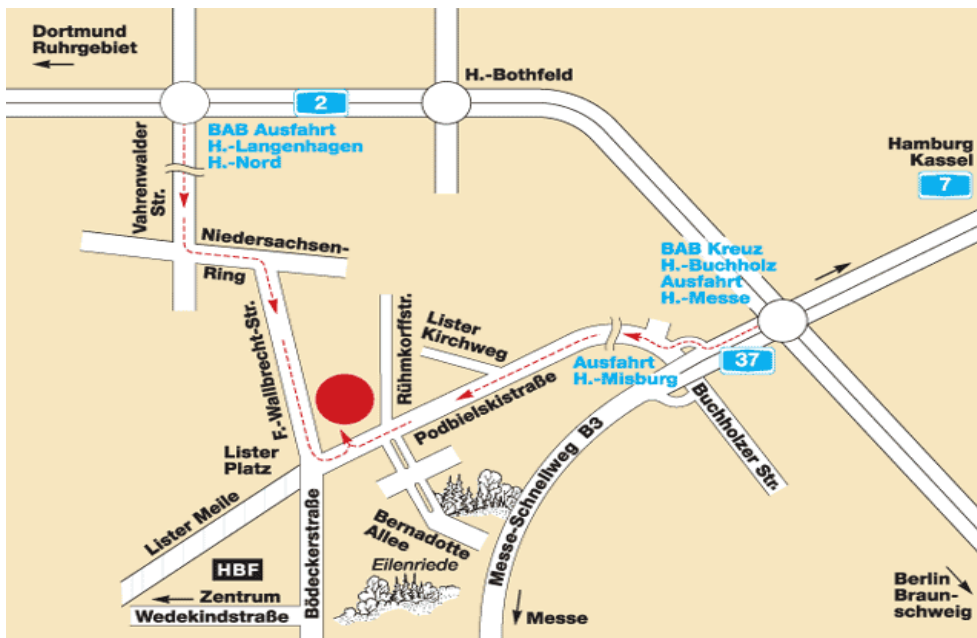 Dortmund
Ruhrgebiet
H.-Bothfeld
2
BAB Ausfahrt
H.-Langenhagen
H.-Nord
Hamburg
Kassel
7
Vahrenwalder
Str.
Niedersachsen-
Ring
BAB Kreuz
H.-Buchholz
Ausfahrt
H.-Messe
F.-Wallbrecht-Str.
Rühmkorffstr.
Lister
Kirchweg
Ausfahrt
H.-Misburg
37
Podbielskistraße
Buchholzer Str.
Lister
Platz
Lister Meile
Bödeckerstraße
Bernadotte
Allee
Eilenriede
Messe-Schnellweg B3
HBF
Zentrum
Wedekindstraße
Messe
Berlin
Braun-
schweig